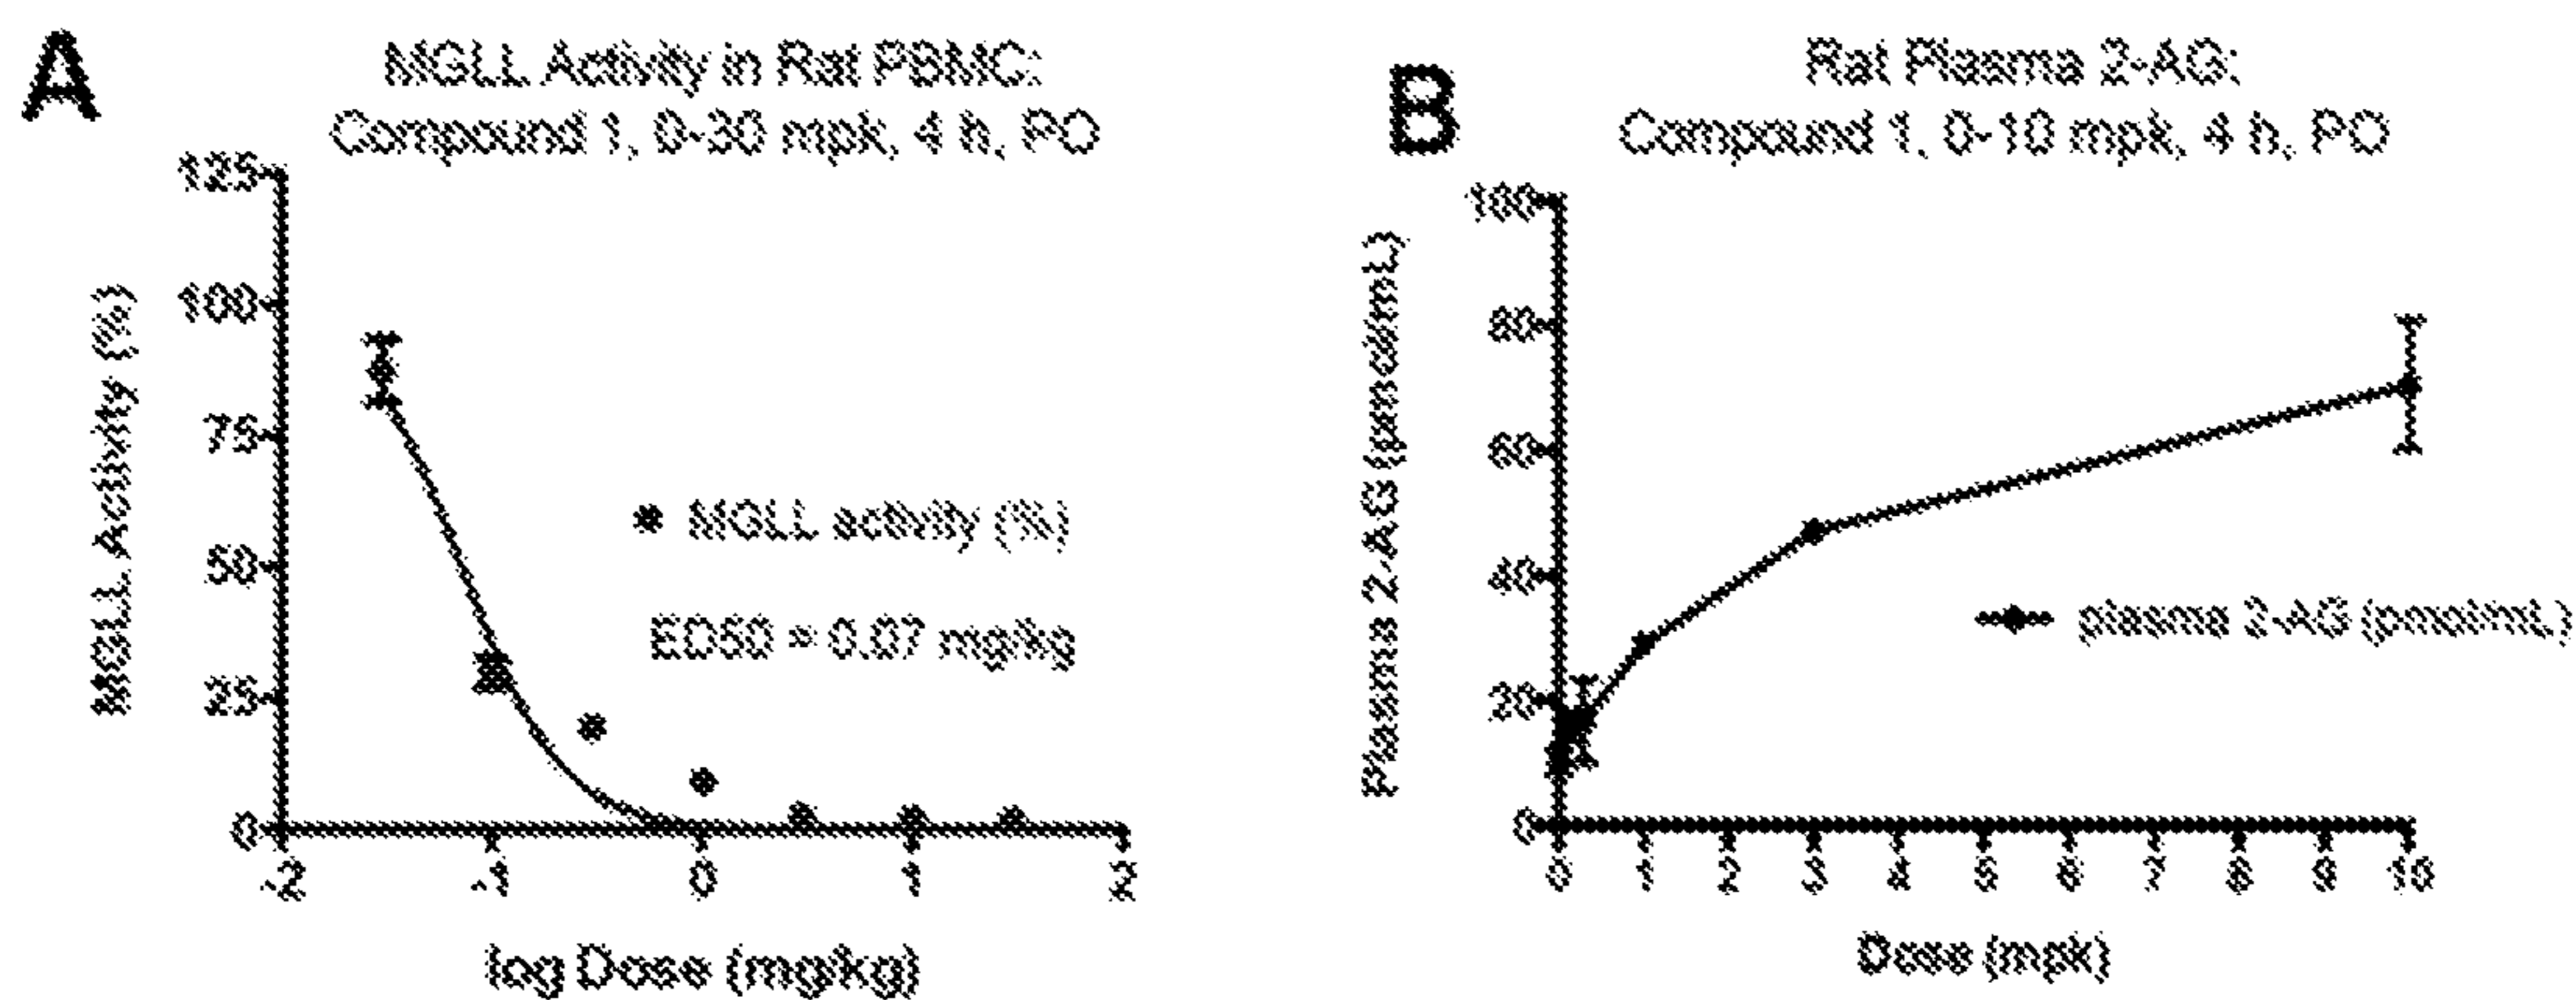 A
MGLL Activity in Rat PBMC:
Compound 1, 0-30 mpk, 4 h, PO
MGLL Activity (%)
125
100
75
50
25
0
MGLL activity (%)
ED50 = 0.07 mg/kg
-2
-1
0
1
2
log Dose (mg/kg)
B
Rat Plasma 2-AG:
Compound 1, 0-10 mpk, 4 h, PO
Plasma 2-AG (pmol/mL)
100
80
60
40
20
0
plasma 2-AG (pmol/mL)
0
1
2
3
4
5
6
7
8
9
10
Dose (mpk)